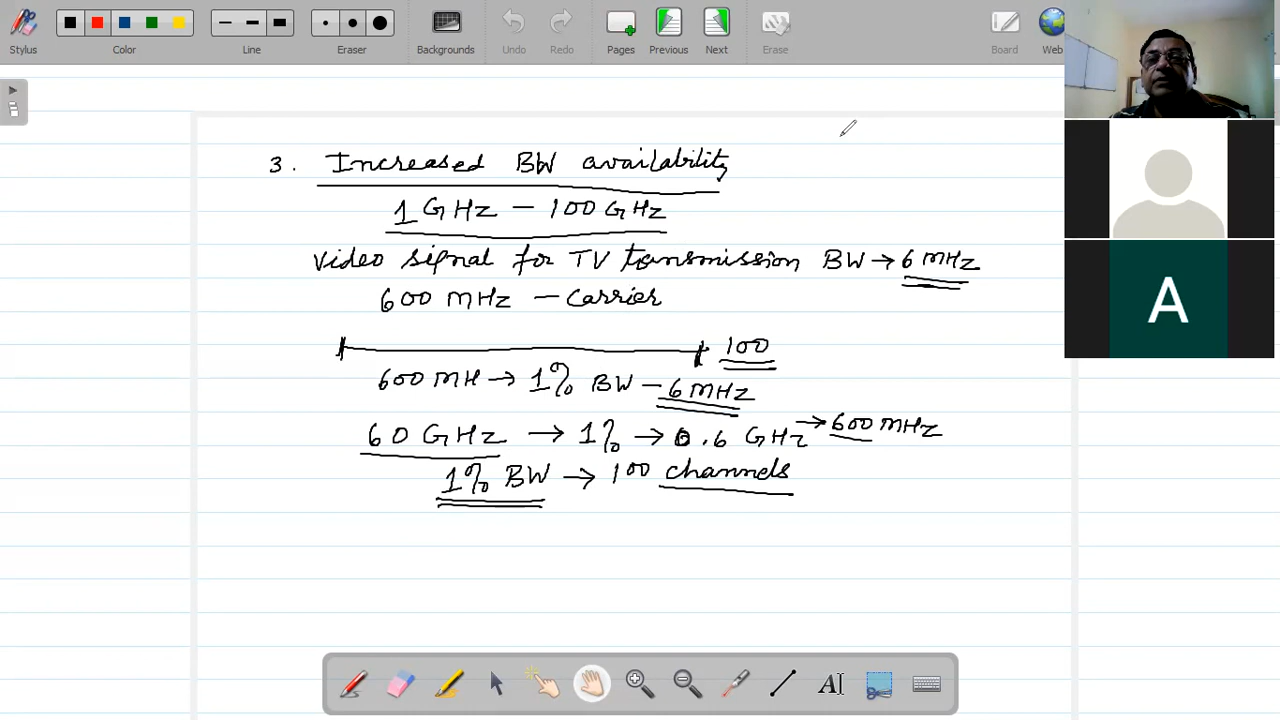 Stylus
Color
Line
Eraser
Backgrounds
Undo
Redo
Pages
Previous
Next
Erase
Board
Web
3. Increased BW availability
1 GHz – 100 GHz
video signal for TV transmission BW → 6 MHz
600 MHz – carrier
100
600 MH → 1% BW – 6 MHz
60 GHz → 1% → 0.6 GHz → 600 MHz
1% BW → 100 channels
A
AI